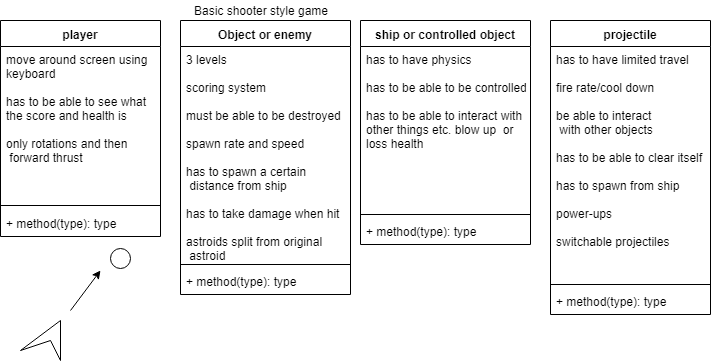 Basic shooter style game
player
move around screen using
keyboard
has to be able to see what
the score and health is
only rotations and then
forward thrust
+ method(type): type
Object or enemy
3 levels
scoring system
must be able to be destroyed
spawn rate and speed
has to spawn a certain
distance from ship
has to take damage when hit
astroids split from original
astroid
+ method(type): type
ship or controlled object
has to have physics
has to be able to be controlled
has to be able to interact with
other things etc. blow up or
loss health
+ method(type): type
projectile
has to have limited travel
fire rate/cool down
be able to interact
with other objects
has to be able to clear itself
has to spawn from ship
power-ups
switchable projectiles
+ method(type): type